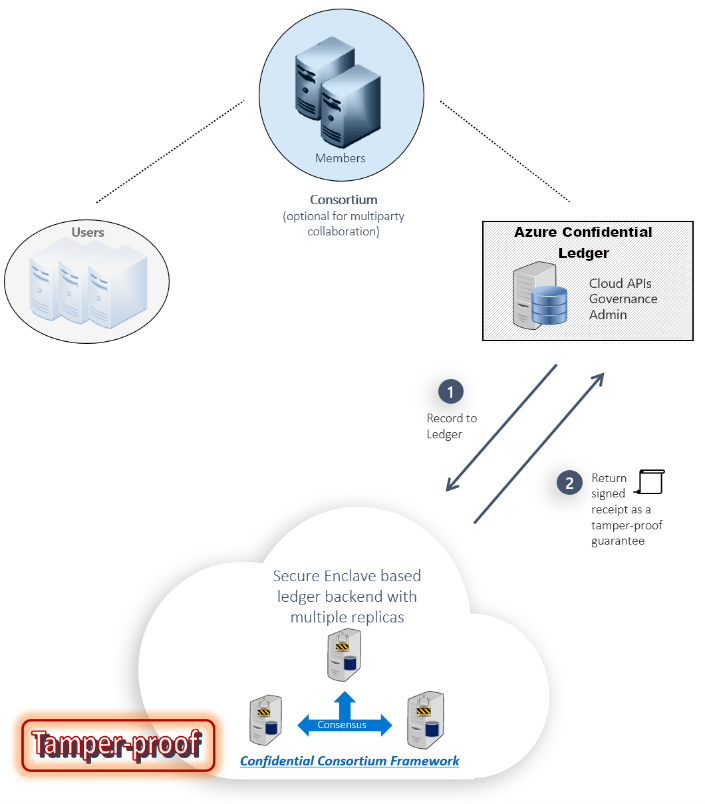 Members
Consortium
(optional for multiparty
collaboration)
Users
Azure Confidential
Ledger
Cloud APIs
Governance
Admin
1
Record to
Ledger
2
Return
signed
receipt as a
tamper-proof
guarantee
Secure Enclave based
ledger backend with
multiple replicas
Consensus
Tamper-proof
Confidential Consortium Framework